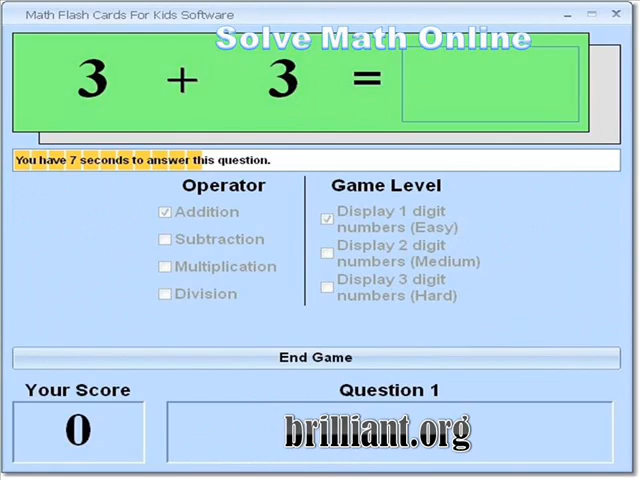 Math Flash Cards For Kids Software
Solve Math Online
3 + 3 =
You have 7 seconds to answer this question.
Operator
Addition
Subtraction
Multiplication
Division
Game Level
Display 1 digit
numbers (Easy)
Display 2 digit
numbers (Medium)
Display 3 digit
numbers (Hard)
End Game
Your Score
0
Question 1
brilliant.org